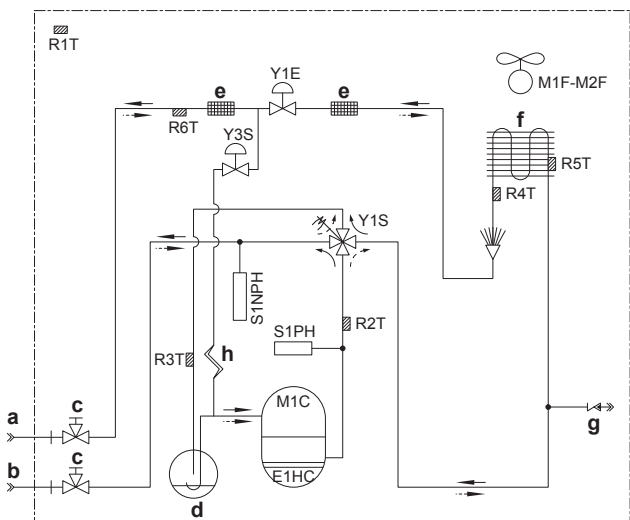 R1T
Y1E
e
e
M1F-M2F
R6T
Y3S
f
R5T
R4T
Y1S
S1NPH
R2T
S1PH
R3T
h
M1C
a
c
g
b
c
E1HC
d